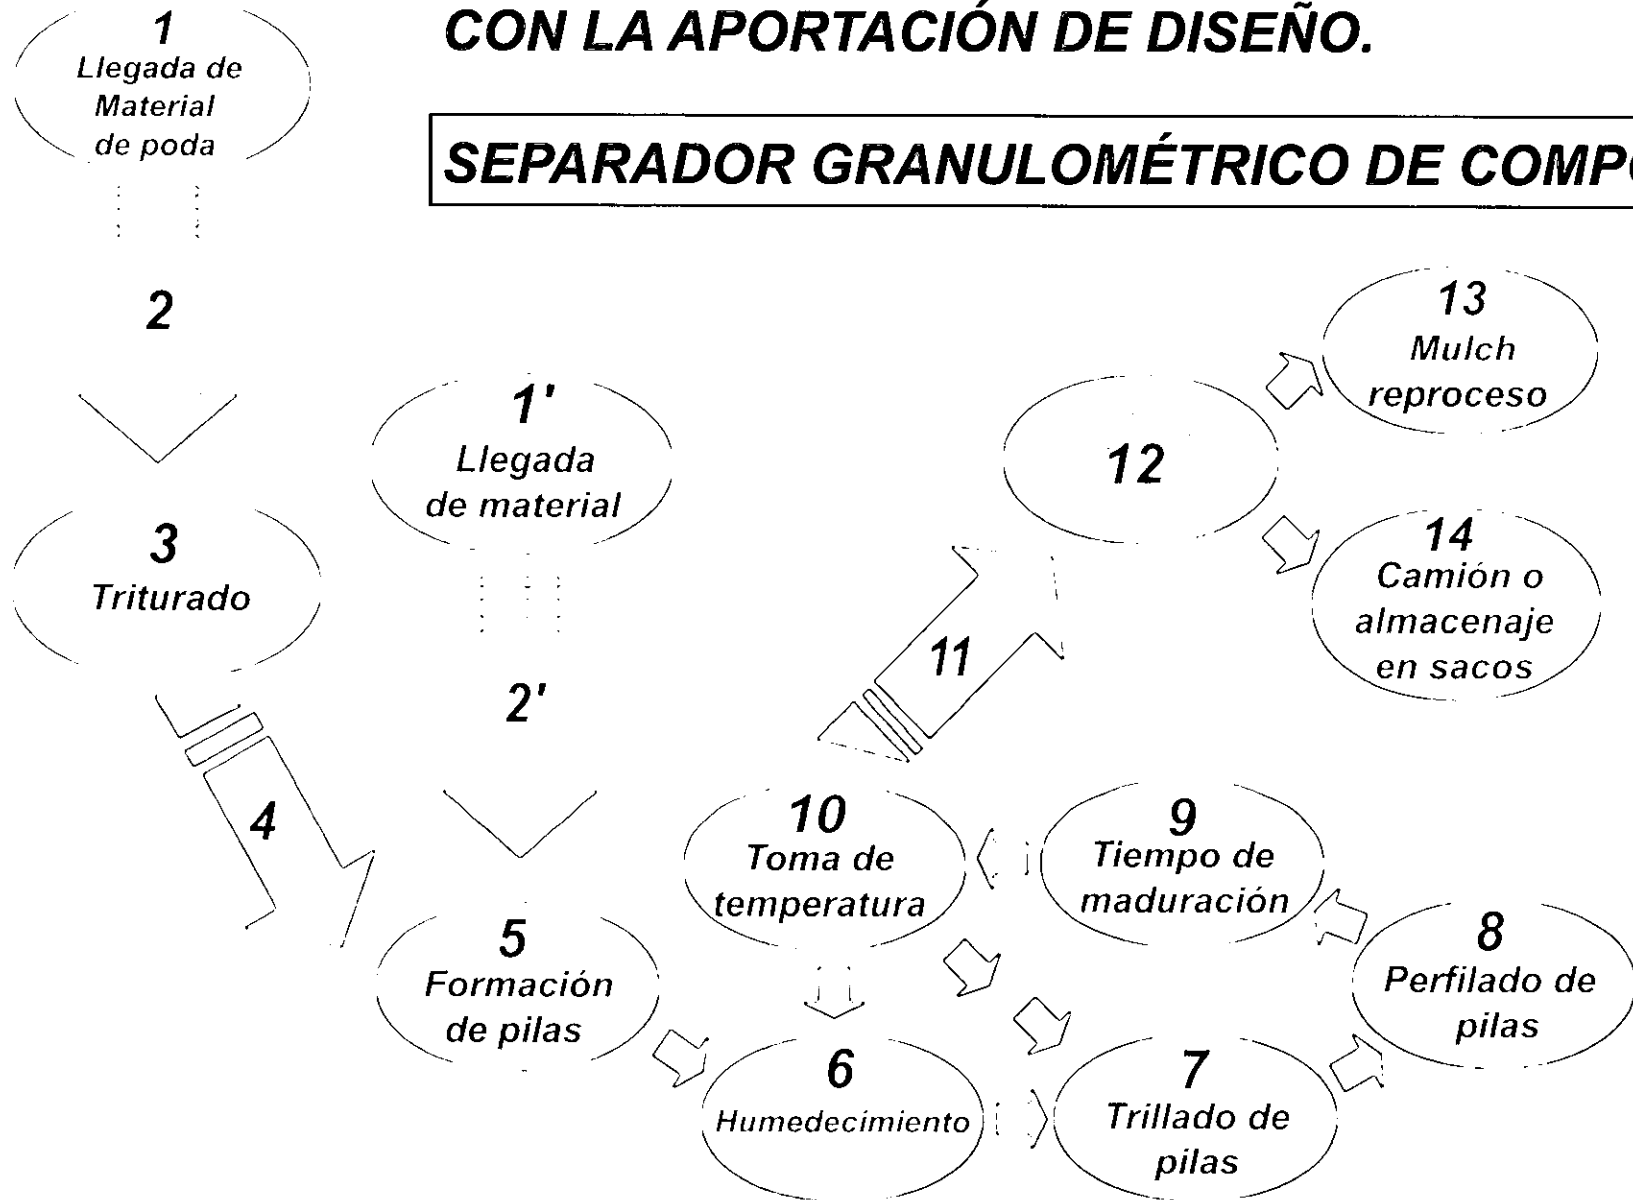 CON LA APORTACIÓN DE DISEÑO.
SEPARADOR GRANULOMÉTRICO DE
1
Llegada de
Material
de poda
2
3
Triturado
4
1'
Llegada
de material
2'
5
Formación
de pilas
6
Humedecimiento
7
Trillado de
pilas
8
Perfilado de
pilas
9
Tiempo de
maduración
10
Toma de
temperatura
11
12
13
Mulch
reproceso
14
Camión o
almacenaje
en sacos